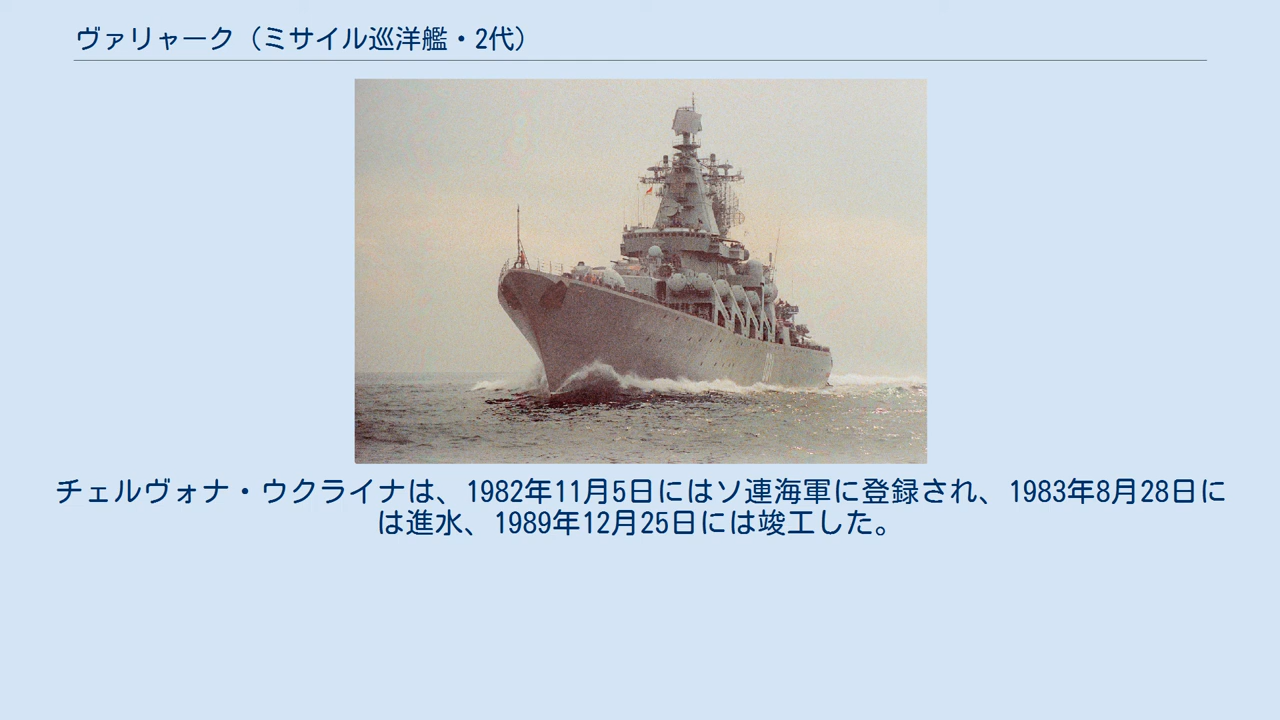 ヴァリャーク（ミサイル巡洋艦・2代）
チェルヴォナ・ウクライナは、1982年11月5日にはソ連海軍に登録され、1983年8月28日に
は進水、1989年12月25日には竣工した。